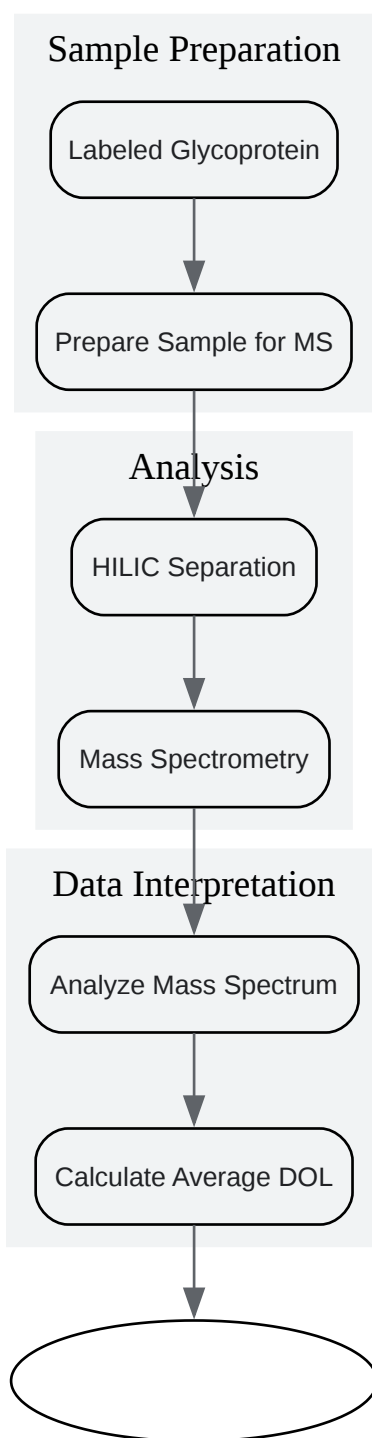 Sample Preparation
Labeled Glycoprotein
Prepare Sample for MS
Analysis
HILIC Separation
Mass Spectrometry
Data Interpretation
Analyze Mass Spectrum
Calculate Average DOL